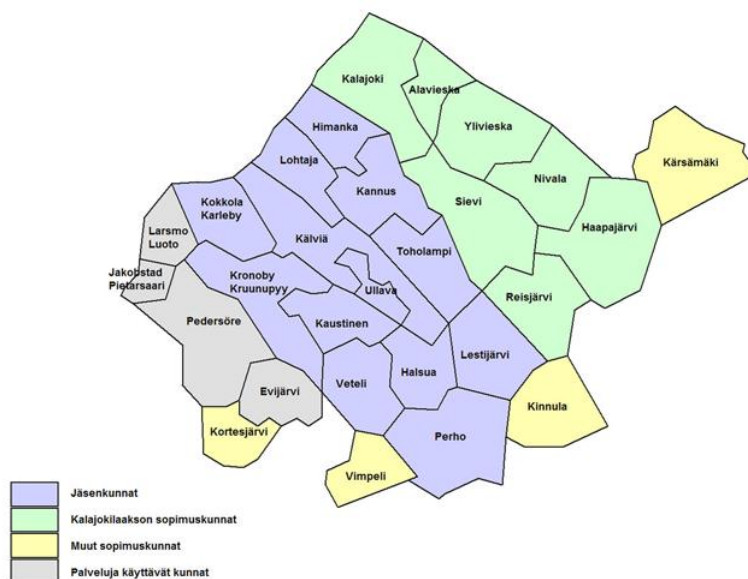 Kalajoki
Alavieska
Himanka
Ylivieska
Kärsämäki
Lohtaja
Kannus
Nivala
Kokkola
Karleby
Sievi
Haapajärvi
Larsmo
Luoto
Kälviä
Toholampi
Jakobstad
Pietarsaari
Kronoby
Kruunupyy
Ullava
Reisjärvi
Pedersöre
Kaustinen
Lestijärvi
Evijärvi
Veteli
Halsua
Kinnula
Kortesjärvi
Perho
Vimpeli
Jäsenkunnat
Kalajokilaakson sopimuskunnat
Muut sopimuskunnat
Palveluja käyttävät kunnat